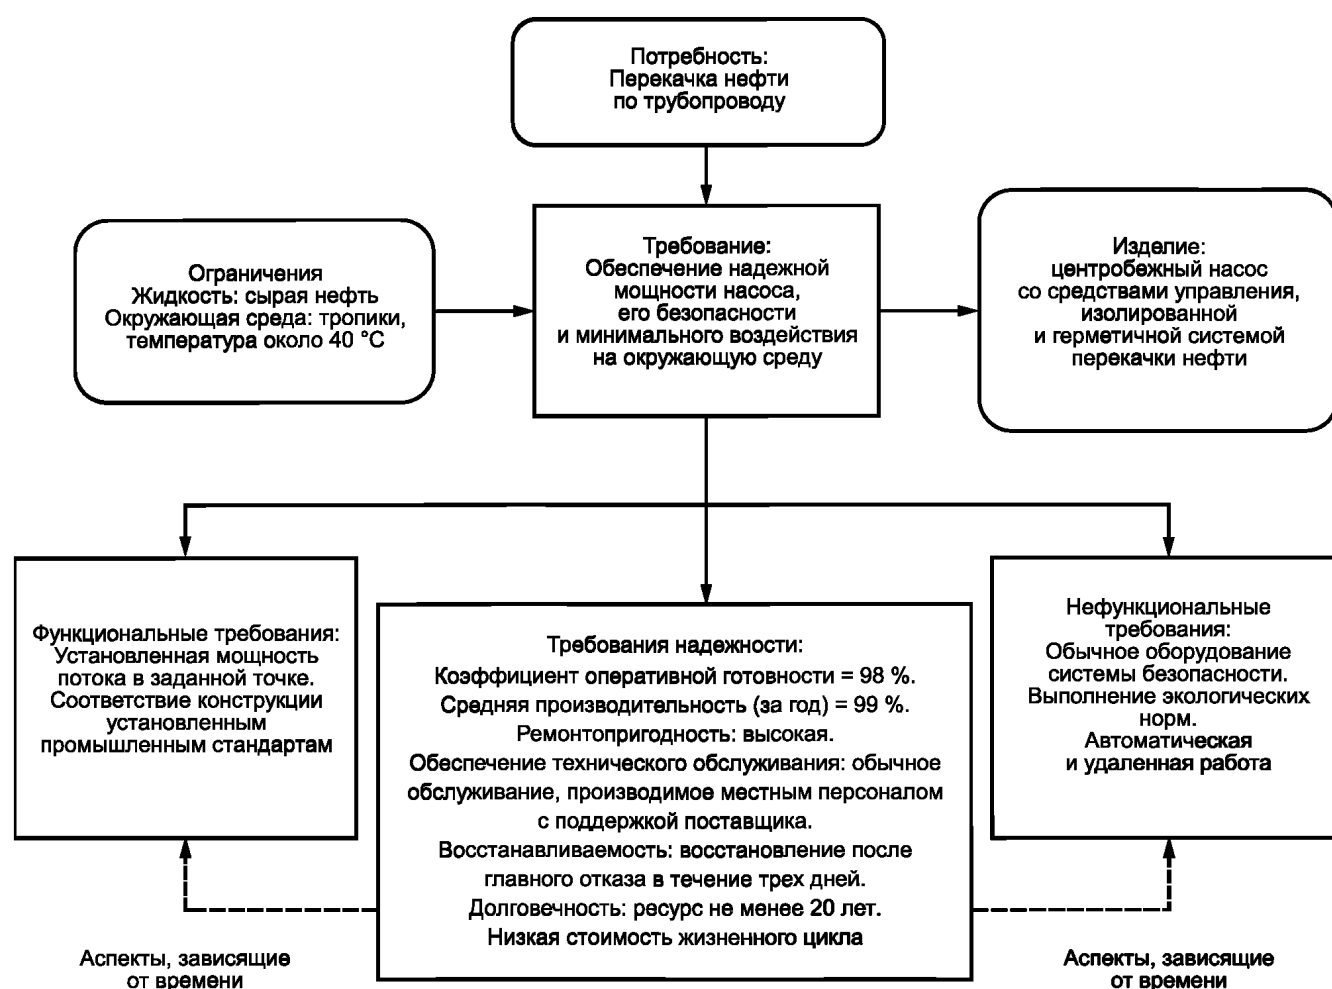 Потребность:
Перекачка нефти
по трубопроводу
Ограничения
Жидкость: сырая нефть
Окружающая среда: тропики,
температура около 40 °С
Требование:
Обеспечение надежной
мощности насоса,
его безопасности
и минимального воздействия
на окружающую среду
Изделие:
центробежный насос
со средствами управления,
изолированной
и герметичной системой
перекачки нефти
Функциональные требования:
Установленная мощность
потока в заданной точке.
Соответствие конструкции
установленным
промышленным стандартам
Требования надежности:
Коэффициент оперативной готовности = 98 %.
Средняя производительность (за год) = 99 %.
Ремонтопригодность: высокая.
Обеспечение технического обслуживания: обычное
обслуживание, производимое местным персоналом
с поддержкой поставщика.
Восстанавливаемость: восстановление после
главного отказа в течение трех дней.
Долговечность: ресурс не менее 20 лет.
Низкая стоимость жизненного цикла
Нефункциональные
требования:
Обычное оборудование
системы безопасности.
Выполнение экологических
норм.
Автоматическая
и удаленная работа
Аспекты, зависящие
от времени
Аспекты, зависящие
от времени